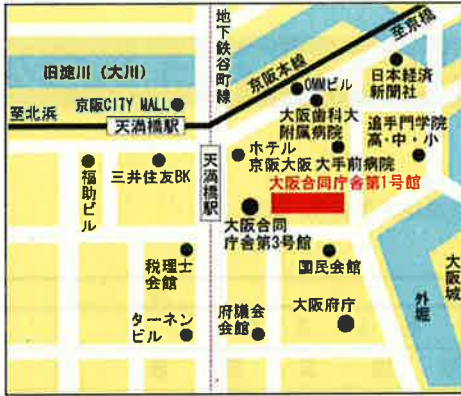 地下鉄谷町線
至京橋
旧淀川（大川）
京阪本線
日本経済
新聞社
至北浜
京阪CITY MALL
OMMビル
天満橋駅
大阪歯科大
附属病院
追手門学院
高・中・小
福助ビル
三井住友BK
天満橋駅
ホテル
京阪大阪
大手前病院
大阪合同庁舎第1号館
大阪合同
庁舎第3号館
税理士
会館
国民会館
大阪城
外堀
ターネン
ビル
府議会
会館
大阪府庁